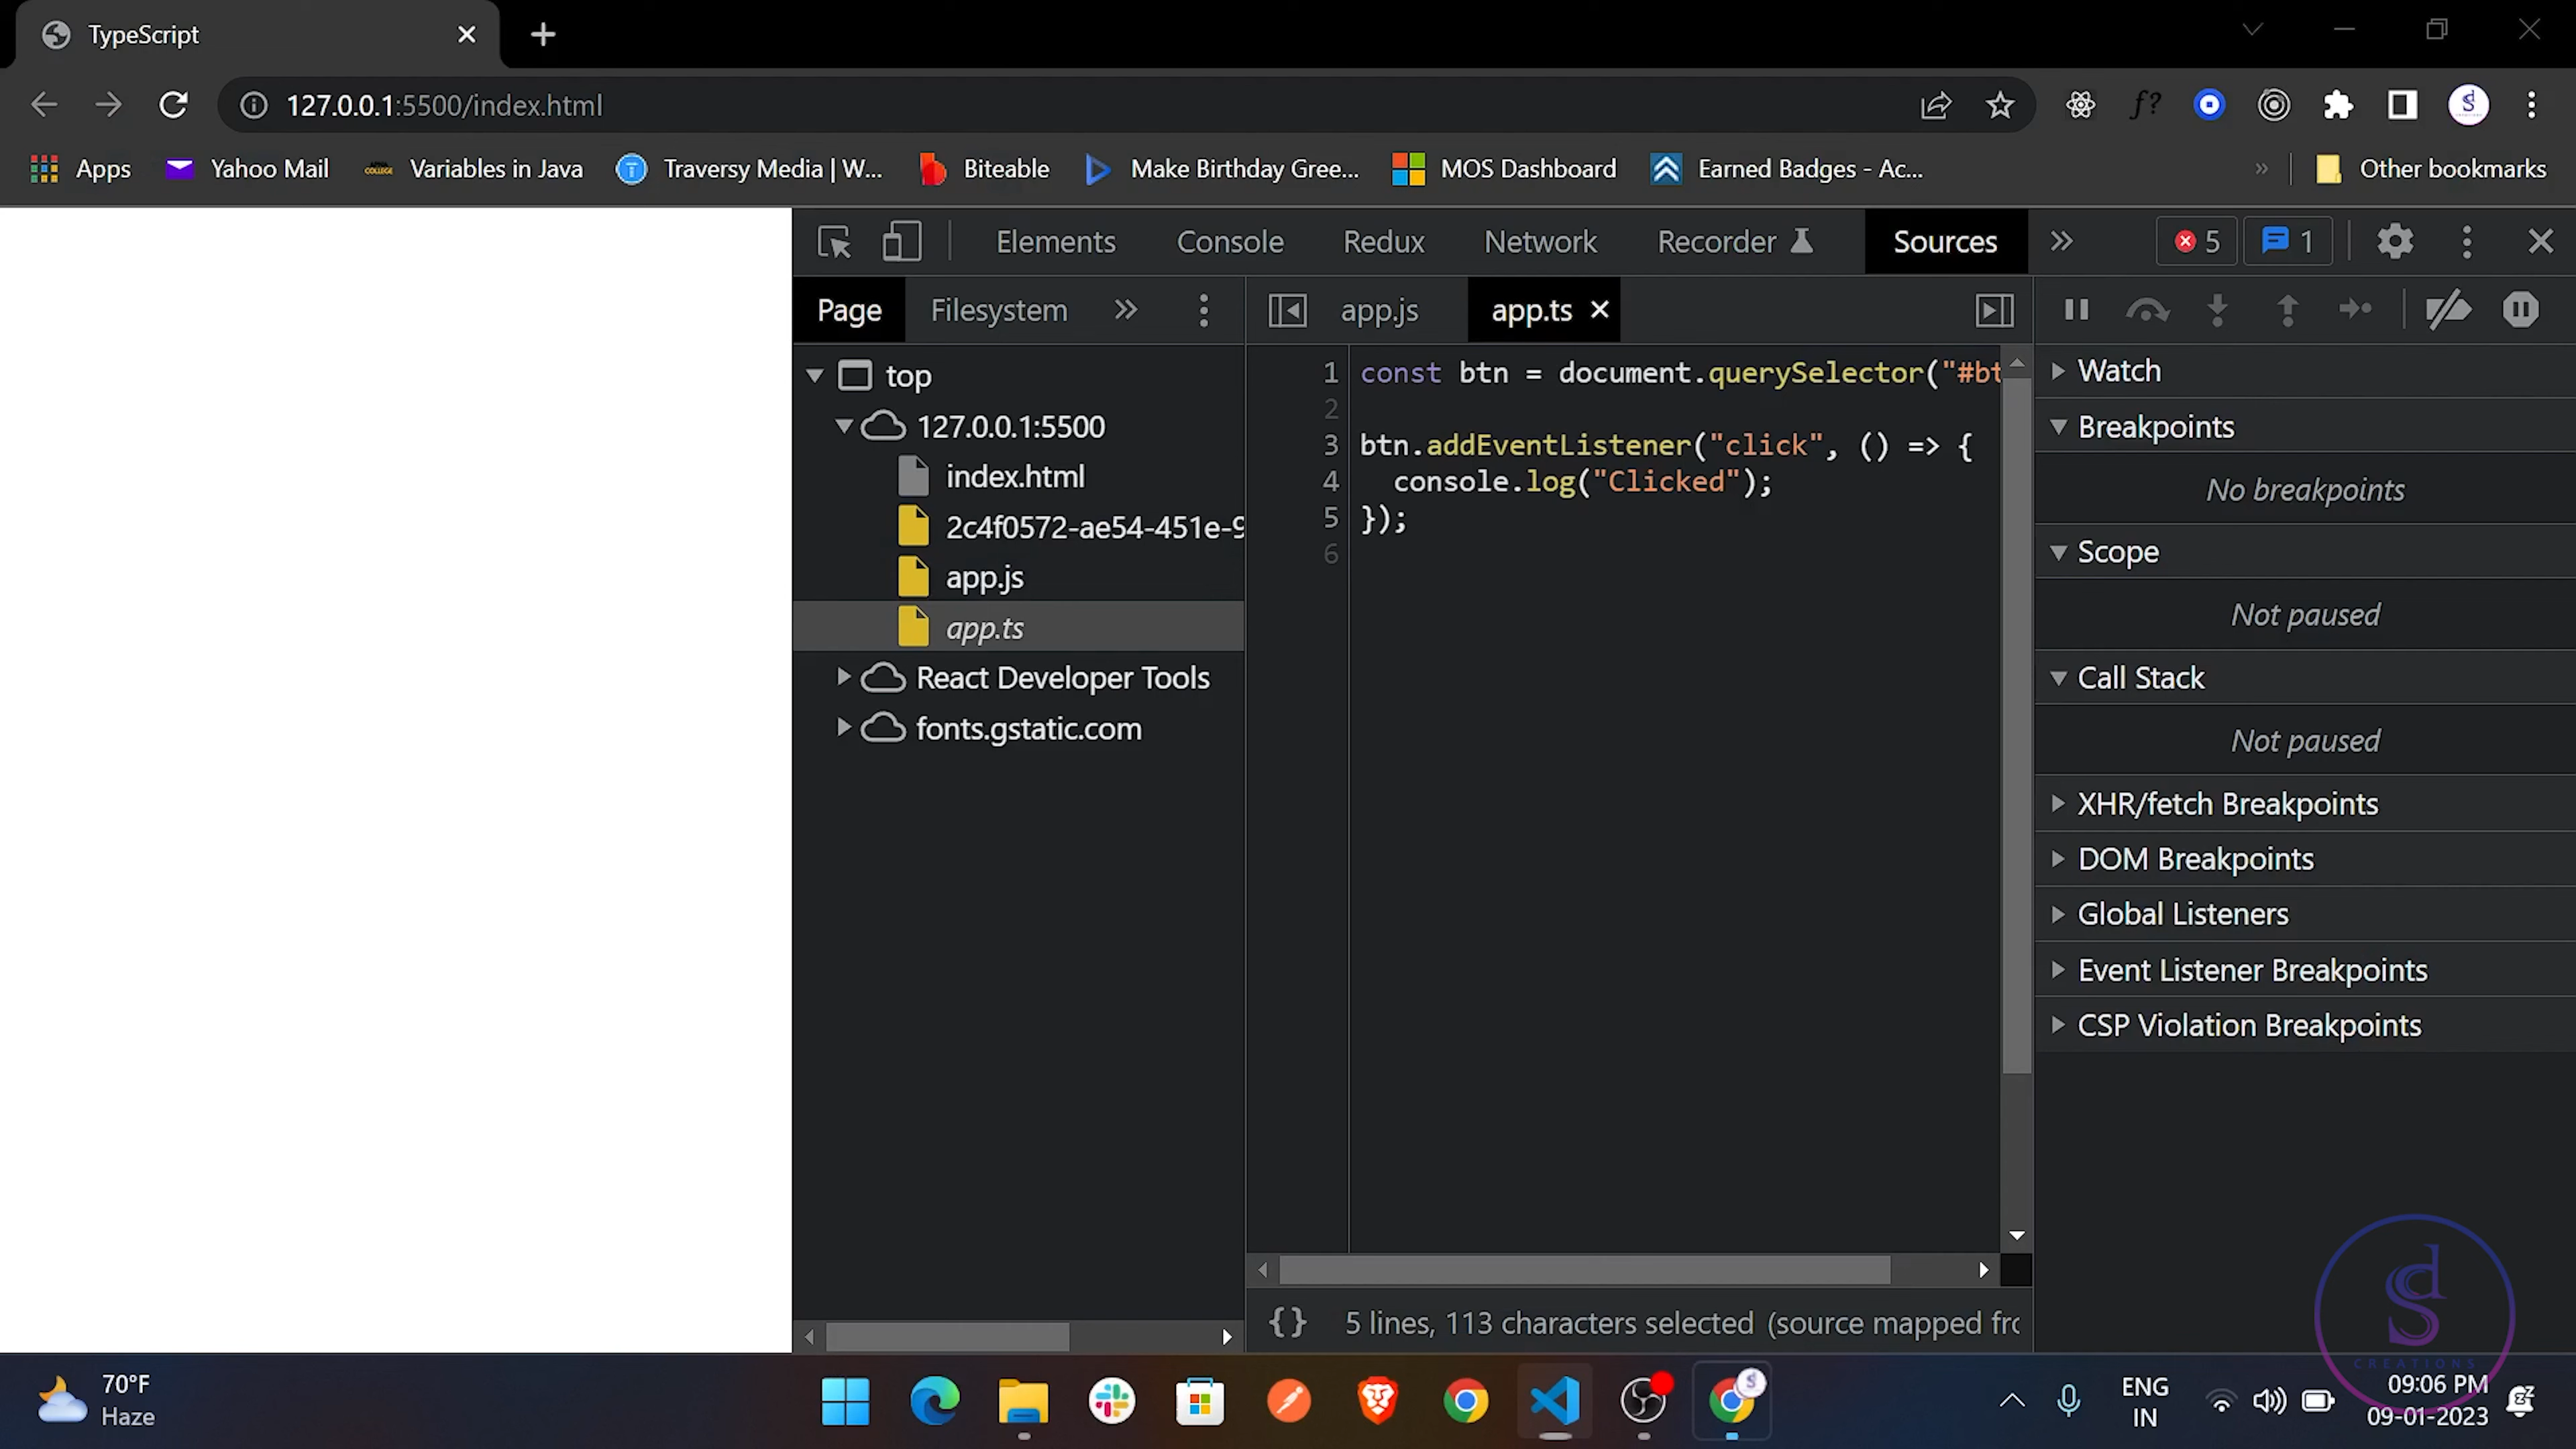 TypeScript
127.0.0.1:5500/index.html
f?
Apps
Yahoo Mail
Variables in Java
Traversy Media | W...
Biteable
Make Birthday Gree...
MOS Dashboard
Earned Badges - Ac...
Other bookmarks
Elements
Console
Redux
Network
Recorder
Sources
5
1
Page
Filesystem
app.js
app.ts
top
127.0.0.1:5500
index.html
2c4f0572-ae54-451e-9
app.js
app.ts
React Developer Tools
fonts.gstatic.com
1 const btn = document.querySelector("#bt
2
3 btn.addEventListener("click", () => {
4 console.log("Clicked");
5 });
6
{} 5 lines, 113 characters selected (source mapped fro
Watch
Breakpoints
No breakpoints
Scope
Not paused
Call Stack
Not paused
XHR/fetch Breakpoints
DOM Breakpoints
Global Listeners
Event Listener Breakpoints
CSP Violation Breakpoints
CREATIONS
70°F
Haze
ENG
IN
09:06 PM
09-01-2023